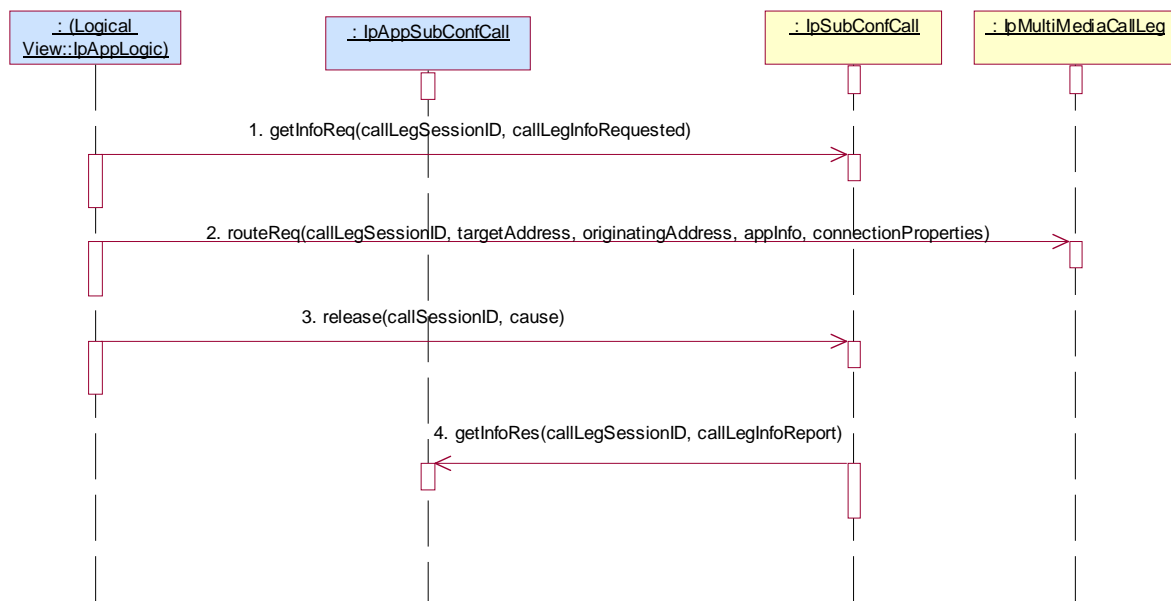 : (Logical
View::IpAppLogic)
: IpAppSubConfCall
: IpSubConfCall
: IpMultiMediaCallLeg
1. getInfoReq(callLegSessionID, callLegInfoRequested)
2. routeReq(callLegSessionID, targetAddress, originatingAddress, appInfo, connectionProperties)
3. release(callSessionID, cause)
4. getInfoRes(callLegSessionID, callLegInfoReport)